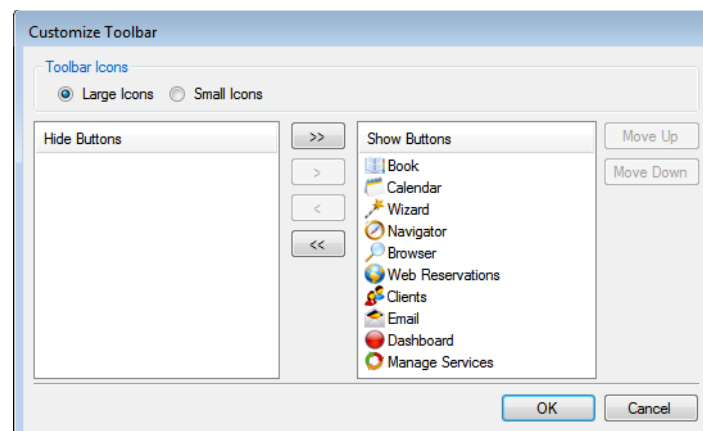 Customize Toolbar
Toolbar Icons
Large Icons
Small Icons
Hide Buttons
>>
>
<
<<
Show Buttons
Book
Calendar
Wizard
Navigator
Browser
Web Reservations
Clients
Email
Dashboard
Manage Services
Move Up
Move Down
OK
Cancel